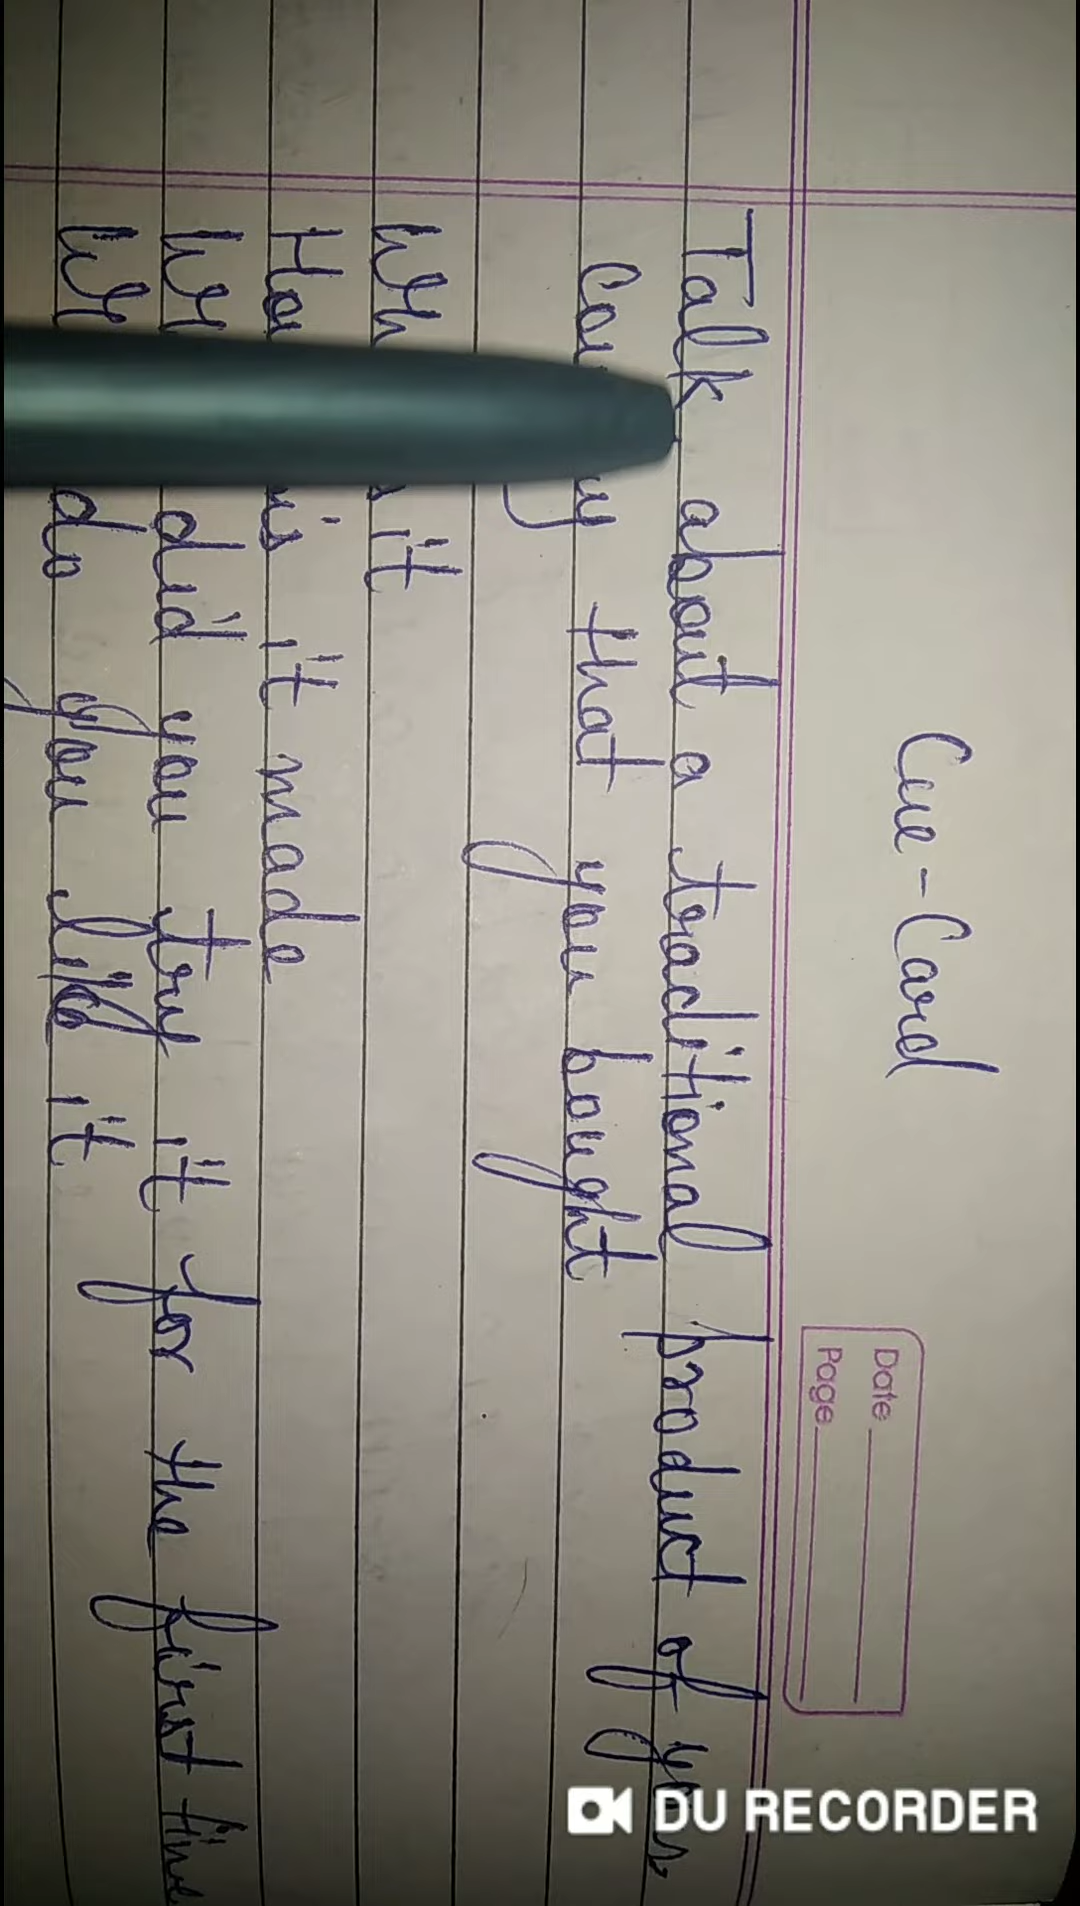 Cue-Card
Date
Page
Talk about a traditional product of your
that you bought
it
is it made
did you try it for the first time
do you like it
DU RECORDER